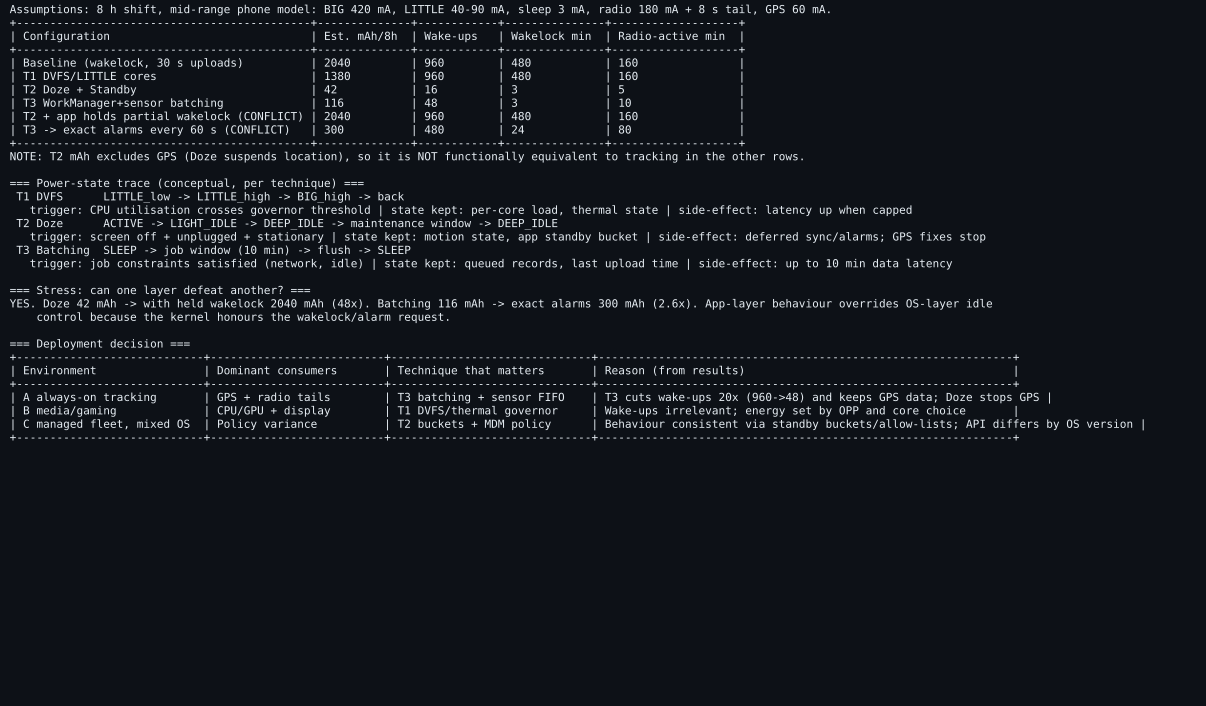 Assumptions: 8 h shift, mid-range phone model: BIG 420 mA, LITTLE 40-90 mA, sleep 3 mA, radio 180 mA + 8 s tail, GPS 60 mA.
+---------------------------------------------+--------------+-------------+---------------+--------------------+
| Configuration                               | Est. mAh/8h  | Wake-ups    | Wakelock min  | Radio-active min   |
+---------------------------------------------+--------------+-------------+---------------+--------------------+
| Baseline (wakelock, 30 s uploads)           | 2040         | 960         | 480           | 160                |
| T1 DVFS/LITTLE cores                        | 1380         | 960         | 480           | 160                |
| T2 Doze + Standby                           | 42           | 16          | 3             | 5                  |
| T3 WorkManager+sensor batching              | 116          | 48          | 3             | 10                 |
| T2 + app holds partial wakelock (CONFLICT)  | 2040         | 960         | 480           | 160                |
| T3 -> exact alarms every 60 s (CONFLICT)    | 300          | 480         | 24            | 80                 |
+---------------------------------------------+--------------+-------------+---------------+--------------------+
NOTE: T2 mAh excludes GPS (Doze suspends location), so it is NOT functionally equivalent to tracking in the other rows.

=== Power-state trace (conceptual, per technique) ===
 T1 DVFS      LITTLE_low -> LITTLE_high -> BIG_high -> back
   trigger: CPU utilisation crosses governor threshold | state kept: per-core load, thermal state | side-effect: latency up when capped
 T2 Doze      ACTIVE -> LIGHT_IDLE -> DEEP_IDLE -> maintenance window -> DEEP_IDLE
   trigger: screen off + unplugged + stationary | state kept: motion state, app standby bucket | side-effect: deferred sync/alarms; GPS fixes stop
 T3 Batching  SLEEP -> job window (10 min) -> flush -> SLEEP
   trigger: job constraints satisfied (network, idle) | state kept: queued records, last upload time | side-effect: up to 10 min data latency

=== Stress: can one layer defeat another? ===
YES. Doze 42 mAh -> with held wakelock 2040 mAh (48x). Batching 116 mAh -> exact alarms 300 mAh (2.6x). App-layer behaviour overrides OS-layer idle
    control because the kernel honours the wakelock/alarm request.

=== Deployment decision ===
+-----------------------------+--------------------------+------------------------------+---------------------------------------------------------------+
| Environment                 | Dominant consumers       | Technique that matters       | Reason (from results)                                         |
+-----------------------------+--------------------------+------------------------------+---------------------------------------------------------------+
| A always-on tracking        | GPS + radio tails        | T3 batching + sensor FIFO    | T3 cuts wake-ups 20x (960->48) and keeps GPS data; Doze stops GPS |
| B media/gaming              | CPU/GPU + display        | T1 DVFS/thermal governor     | Wake-ups irrelevant; energy set by OPP and core choice       |
| C managed fleet, mixed OS  | Policy variance          | T2 buckets + MDM policy      | Behaviour consistent via standby buckets/allow-lists; API differs by OS version |
+-----------------------------+--------------------------+------------------------------+---------------------------------------------------------------+